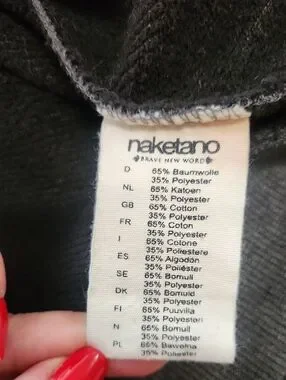 naketano
BRAVE NEW WORD
D 65% Baumwolle
35% Polyester
NL 65% Katoen
35% Polyester
GB 65% Cotton
35% Polyester
FR 65% Coton
35% Polyester
I 65% Cotone
35% Poliestere
ES 65% Algodón
35% Poliéster
SE 65% Bomull
35% Polyester
DK 65% Bomuld
35% Polyester
FI 65% Puuvilla
35% Polyesteri
N 65% Bomull
35% Polyester
PL 65% Bawełna
35% Poliester